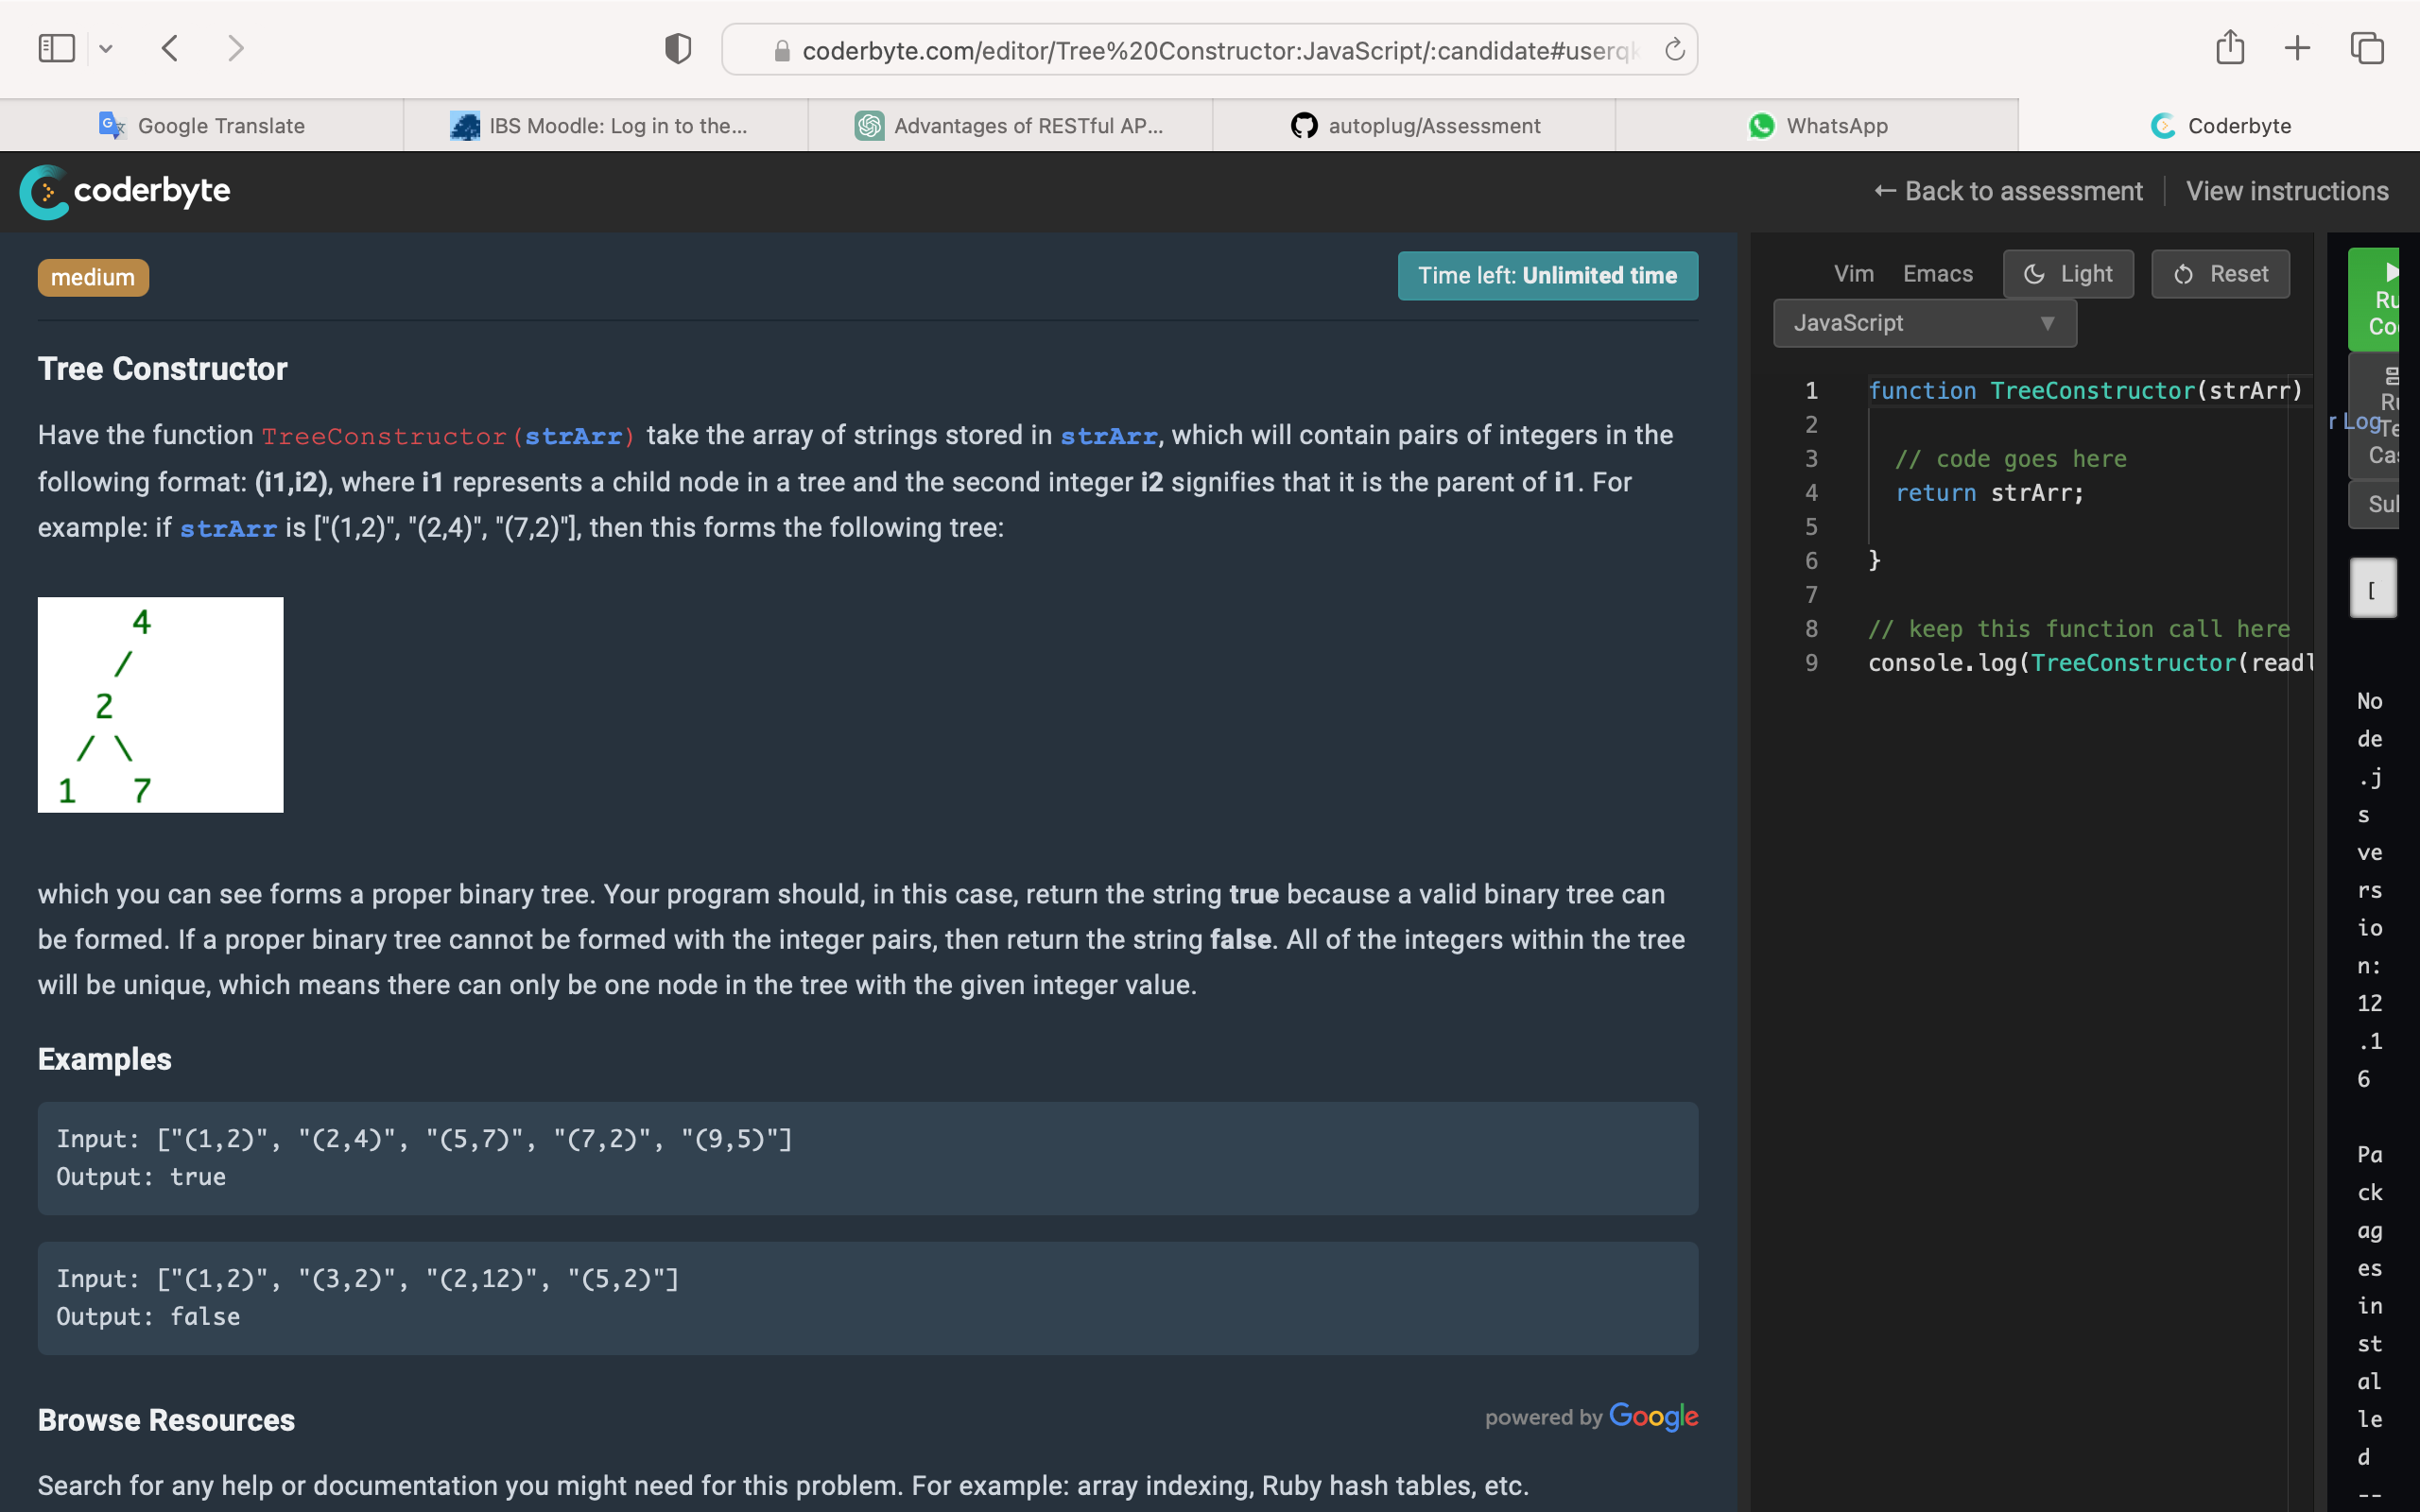 coderbyte.com/editor/Tree%20Constructor:JavaScript/:candidate#userqk
Google Translate
IBS Moodle: Log in to the...
Advantages of RESTful AP...
autoplug/Assessment
WhatsApp
Coderbyte
coderbyte
← Back to assessment
View instructions
medium
Time left: Unlimited time
Tree Constructor
Have the function TreeConstructor(strArr) take the array of strings stored in strArr, which will contain pairs of integers in the
following format: (i1,i2), where i1 represents a child node in a tree and the second integer i2 signifies that it is the parent of i1. For
example: if strArr is ["(1,2)", "(2,4)", "(7,2)"], then this forms the following tree:
4
/
2
/ \
1 7
which you can see forms a proper binary tree. Your program should, in this case, return the string true because a valid binary tree can
be formed. If a proper binary tree cannot be formed with the integer pairs, then return the string false. All of the integers within the tree
will be unique, which means there can only be one node in the tree with the given integer value.
Examples
Input: ["(1,2)", "(2,4)", "(5,7)", "(7,2)", "(9,5)"]
Output: true
Input: ["(1,2)", "(3,2)", "(2,12)", "(5,2)"]
Output: false
Browse Resources
powered by Google
Search for any help or documentation you might need for this problem. For example: array indexing, Ruby hash tables, etc.
Vim
Emacs
Light
Reset
JavaScript
1 function TreeConstructor(strArr)
2
3 // code goes here
4 return strArr;
5
6 }
7
8 // keep this function call here
9 console.log(TreeConstructor(readl
Ru
Co
Ru
r Log
Te
Cas
Sul
[
No
de
.j
s
ve
rs
io
n:
12
.1
6
Pa
ck
ag
es
in
st
al
le
d
--